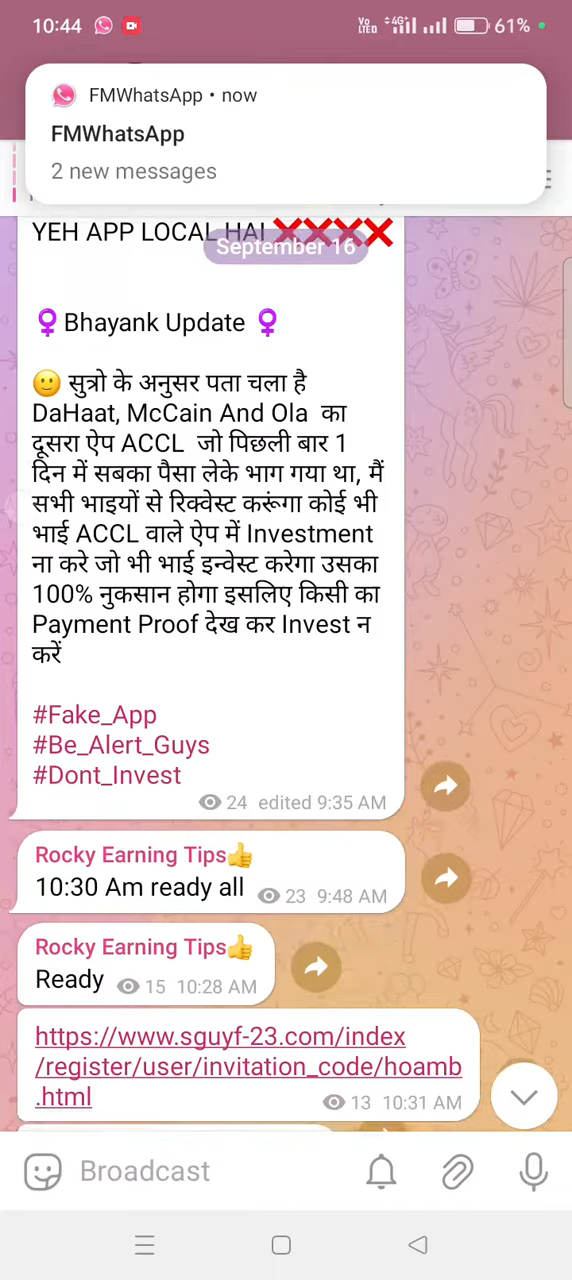 10:44
Vo LTED 4G+ 61%
FMWhatsApp • now
FMWhatsApp
2 new messages
YEH APP LOCAL HAI ❌❌❌❌
September 16
♀ Bhayank Update ♀
🙂 सुत्रो के अनुसर पता चला है
DaHaat, McCain And Ola का
दूसरा ऐप ACCL जो पिछली बार 1
दिन में सबका पैसा लेके भाग गया था, मैं
सभी भाइयों से रिक्वेस्ट करूंगा कोई भी
भाई ACCL वाले ऐप में Investment
ना करे जो भी भाई इन्वेस्ट करेगा उसका
100% नुकसान होगा इसलिए किसी का
Payment Proof देख कर Invest न
करें
#Fake_App
#Be_Alert_Guys
#Dont_Invest
24 edited 9:35 AM
Rocky Earning Tips👍
10:30 Am ready all 23 9:48 AM
Rocky Earning Tips👍
Ready 15 10:28 AM
https://www.sguyf-23.com/index
/register/user/invitation_code/hoamb
.html 13 10:31 AM
Broadcast